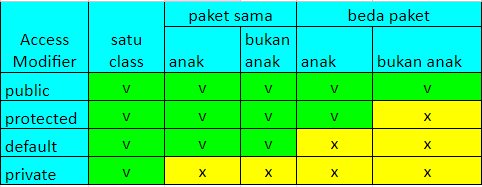 Access Modifier satu class paket sama beda paket
anak bukan anak anak bukan anak
public v v v v v
protected v v v v x
default v v v x x
private v x x x x